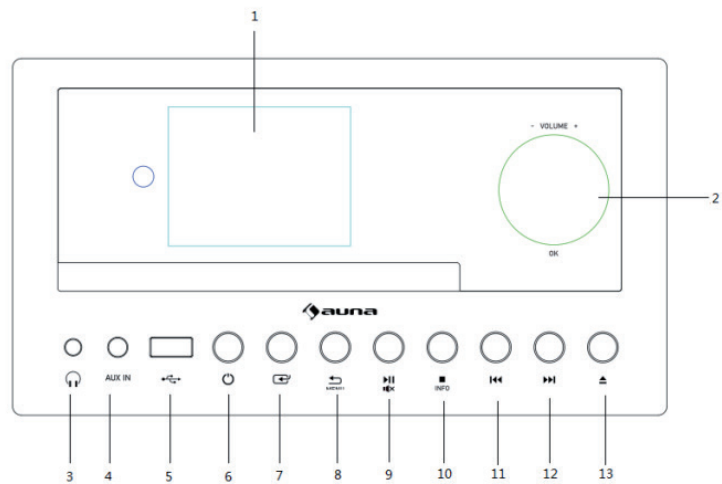 1
- VOLUME +
2
OK
auna
AUX IN
MENU
INFO
3 4 5 6 7 8 9 10 11 12 13